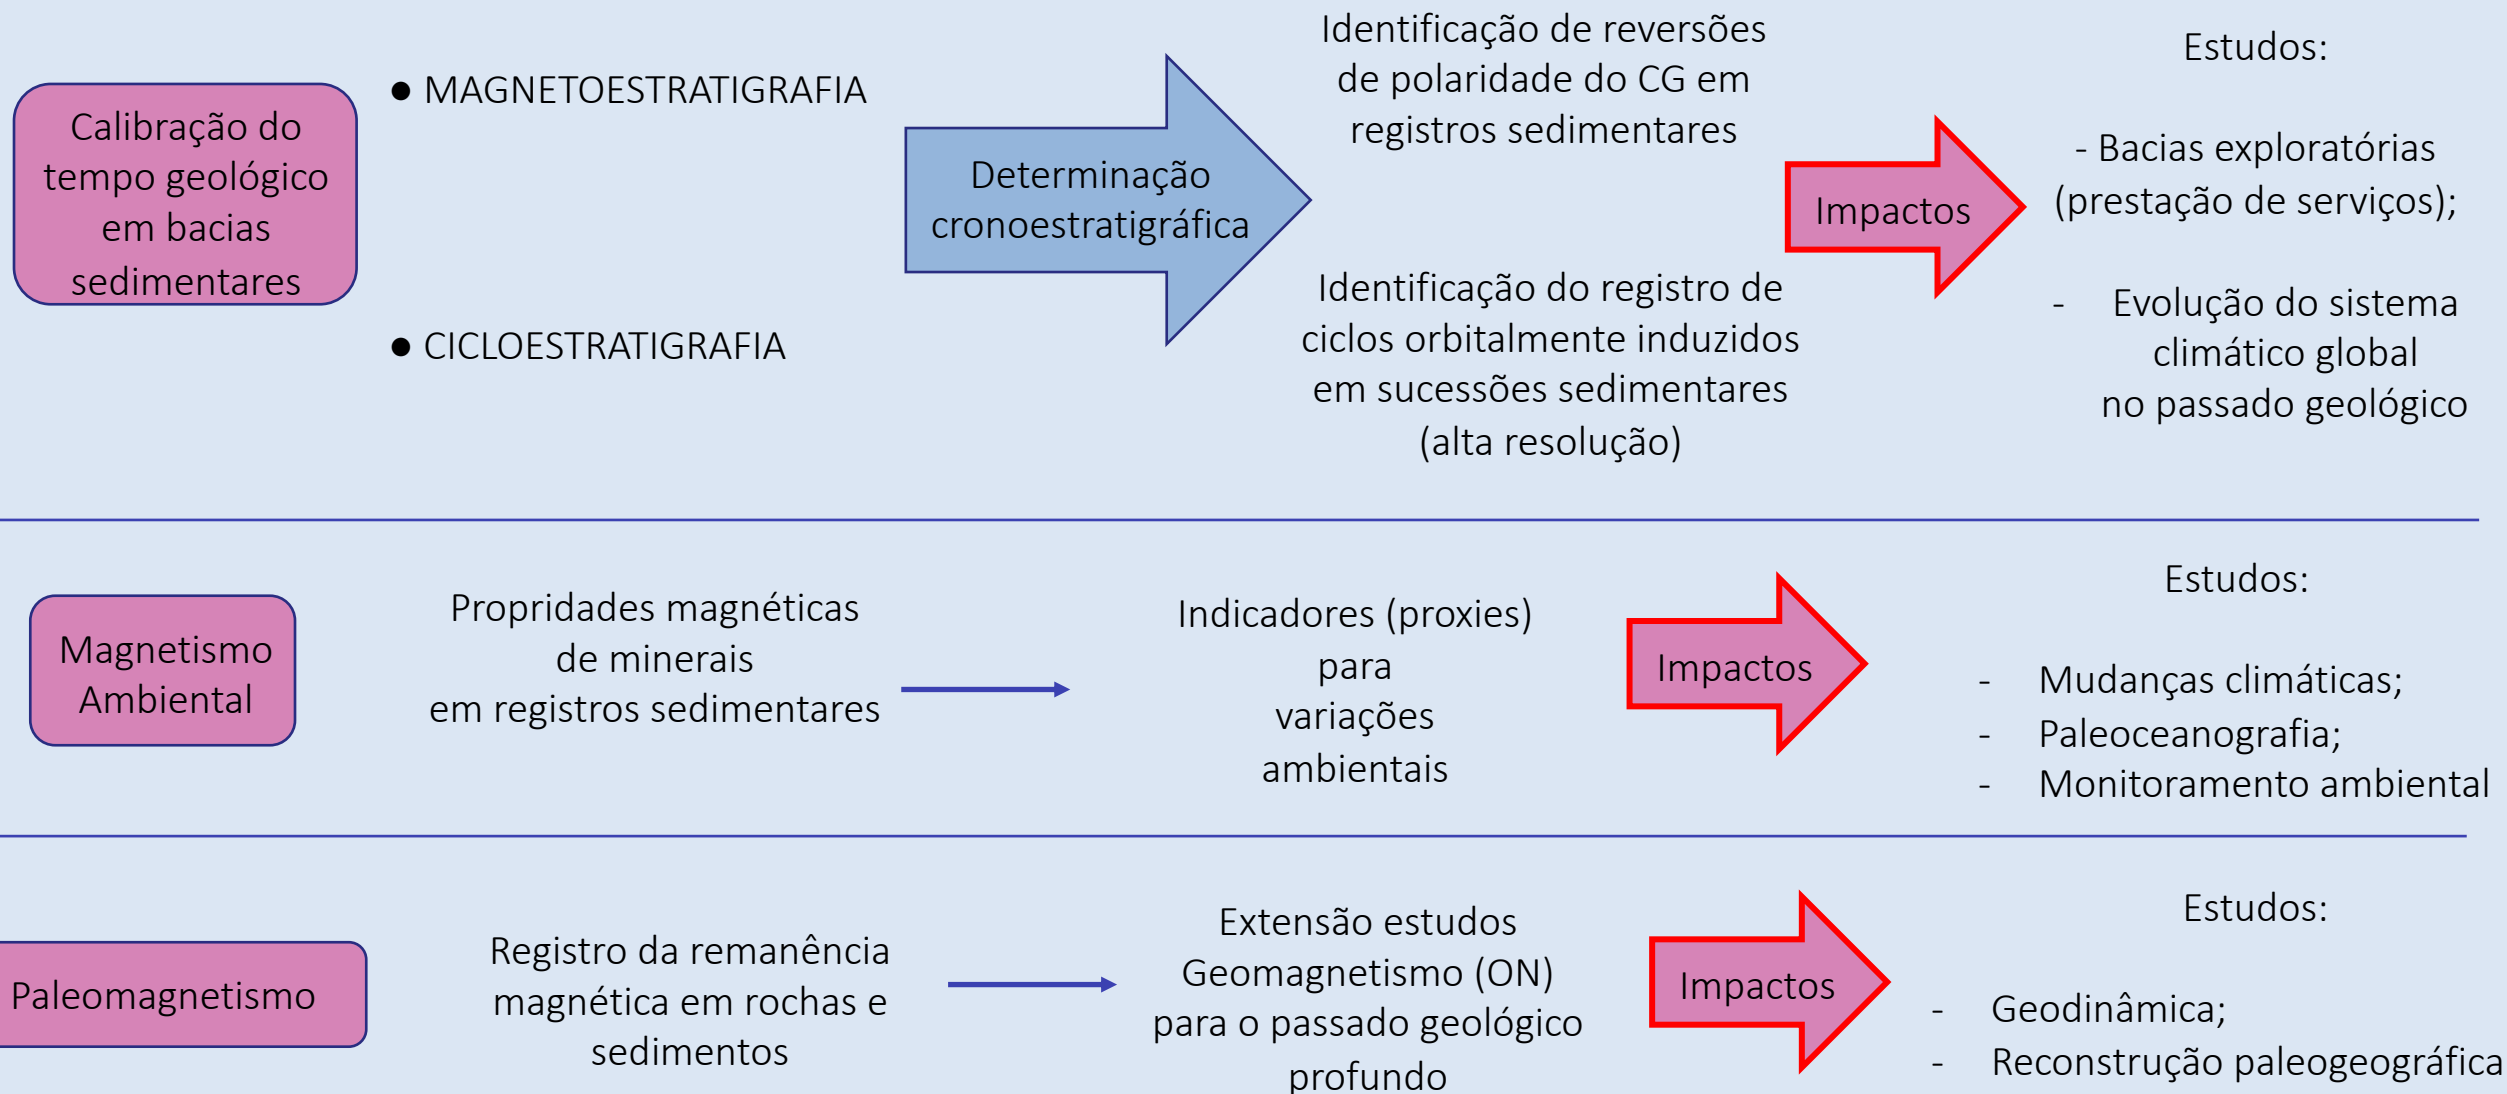 Calibração do
tempo geológico
em bacias
sedimentares
● MAGNETOESTRATIGRAFIA
● CICLOESTRATIGRAFIA
Determinação
cronoestratigráfica
Identificação de reversões
de polaridade do CG em
registros sedimentares
Identificação do registro de
ciclos orbitalmente induzidos
em sucessões sedimentares
(alta resolução)
Impactos
Estudos:
- Bacias exploratórias
(prestação de serviços);
- Evolução do sistema
climático global
no passado geológico
Magnetismo
Ambiental
Propridades magnéticas
de minerais
em registros sedimentares
Indicadores (proxies)
para
variações
ambientais
Impactos
Estudos:
- Mudanças climáticas;
- Paleoceanografia;
- Monitoramento ambiental
Paleomagnetismo
Registro da remanência
magnética em rochas e
sedimentos
Extensão estudos
Geomagnetismo (ON)
para o passado geológico
profundo
Impactos
Estudos:
- Geodinâmica;
- Reconstrução paleogeográfica